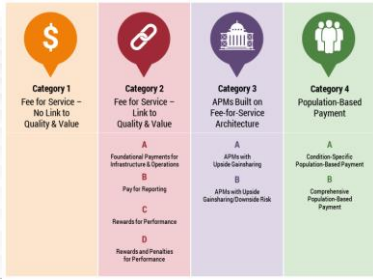 $
Category 1
Fee for Service –
No Link to
Quality & Value
Category 2
Fee for Service –
Link to
Quality & Value
A
Foundational Payments for
Infrastructure & Operations
B
Pay for Reporting
C
Rewards for Performance
D
Rewards and Penalties
for Performance
Category 3
APMs Built on
Fee-for-Service
Architecture
A
APMs with
Upside Gainsharing
B
APMs with Upside
Gainsharing/Downside Risk
Category 4
Population-Based
Payment
A
Condition-Specific
Population-Based Payment
B
Comprehensive
Population-Based
Payment